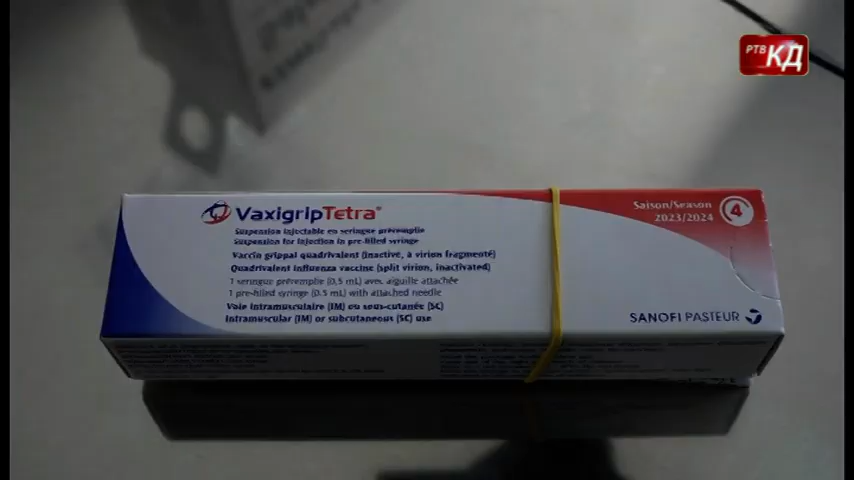 РТВ КД
VaxigripTetra®
Saison/Season
2023/2024
4
Suspension injectable en seringue préremplie
Suspension for injection in pre-filled syringe
Vaccin grippal quadrivalent (inactivé, à virion fragmenté)
Quadrivalent influenza vaccine (split virion, inactivated)
1 seringue préremplie (0,5 mL) avec aiguille attachée
1 pre-filled syringe (0.5 mL) with attached needle
Voie intramusculaire (IM) ou sous-cutanée (SC)
Intramuscular (IM) or subcutaneous (SC) use
SANOFI PASTEUR